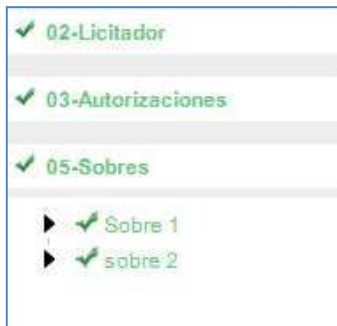 02-Licitador
03-Autorizaciones
05-Sobres
Sobre 1
sobre 2